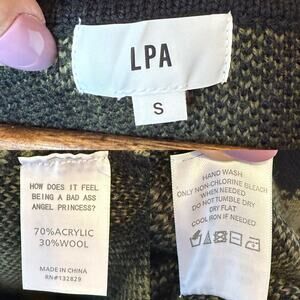 LPA
S
HOW DOES IT FEEL
BEING A BAD ASS
ANGEL PRINCESS?
70%ACRYLIC
30%WOOL
MADE IN CHINA
RN#132829
HAND WASH
ONLY NON-CHLORINE BLEACH
WHEN NEEDED
DO NOT TUMBLE DRY
DRY FLAT
COOL IRON IF NEEDED